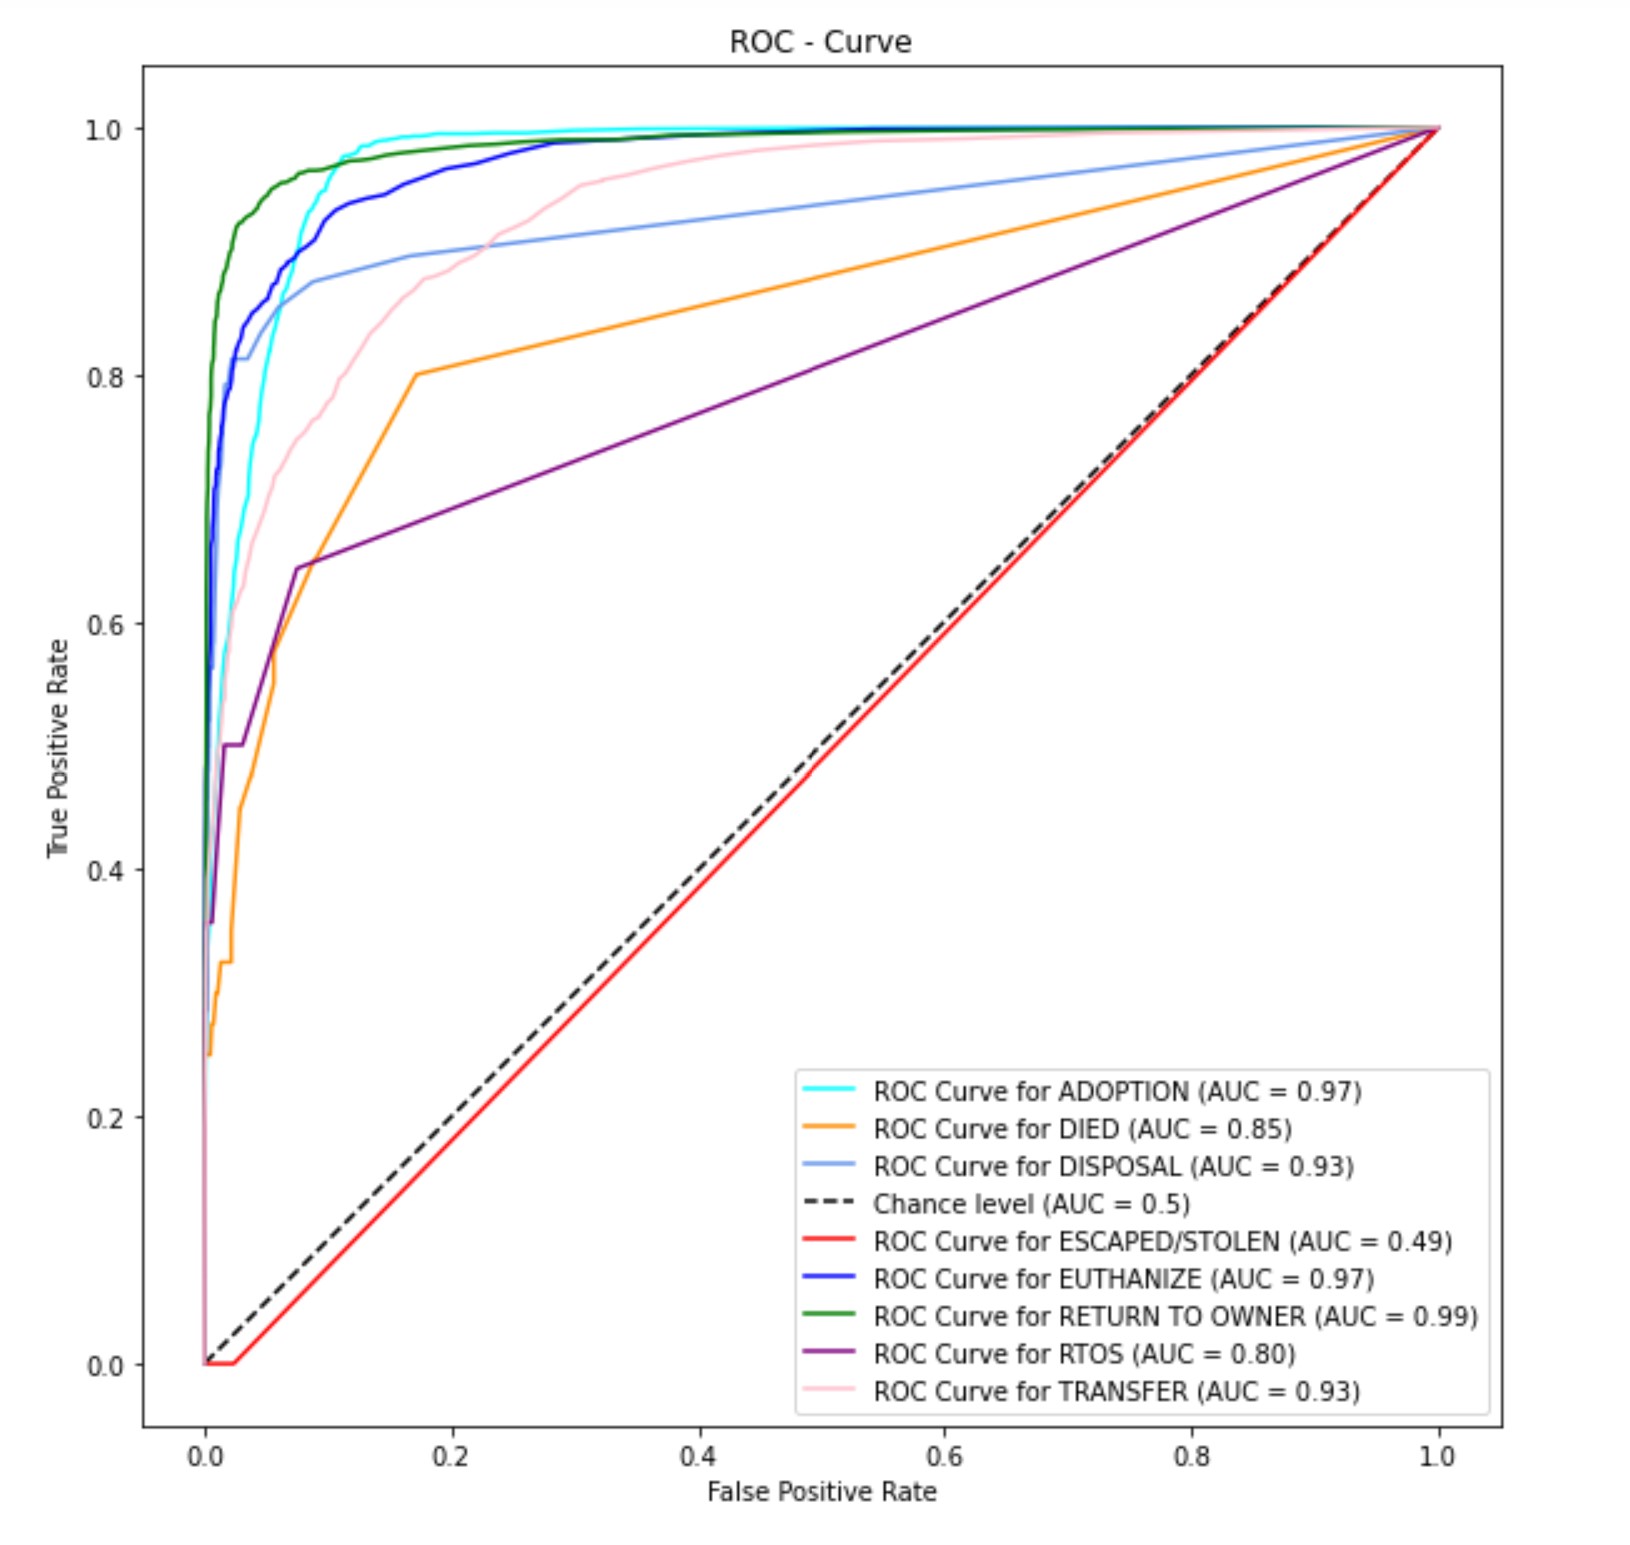 ROC - Curve
1.0
0.8
0.6
0.4
0.2
0.0
True Positive Rate
0.0 0.2 0.4 0.6 0.8 1.0
False Positive Rate
ROC Curve for ADOPTION (AUC = 0.97)
ROC Curve for DIED (AUC = 0.85)
ROC Curve for DISPOSAL (AUC = 0.93)
Chance level (AUC = 0.5)
ROC Curve for ESCAPED/STOLEN (AUC = 0.49)
ROC Curve for EUTHANIZE (AUC = 0.97)
ROC Curve for RETURN TO OWNER (AUC = 0.99)
ROC Curve for RTOS (AUC = 0.80)
ROC Curve for TRANSFER (AUC = 0.93)